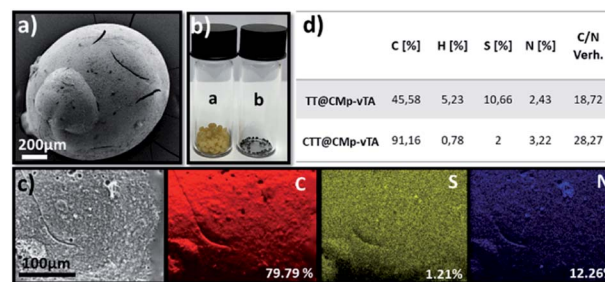 a)
200µm
b)
a
b
d)
C [%] H [%] S [%] N [%] C/N Verh.
TT@CMp-vTA 45,58 5,23 10,66 2,43 18,72
CTT@CMp-vTA 91,16 0,78 2 3,22 28,27
c)
100µm
C
79.79 %
S
1.21%
N
12.26%